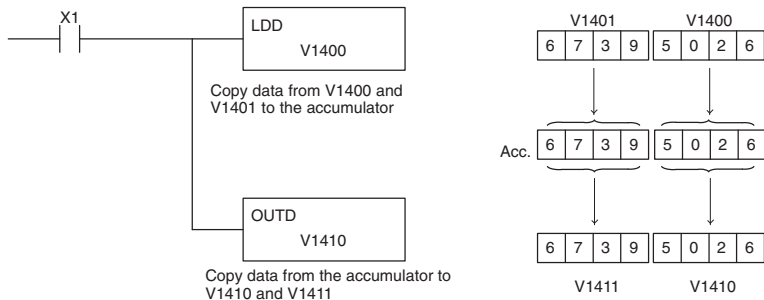 X1
LDD
V1400
Copy data from V1400 and
V1401 to the accumulator
OUTD
V1410
Copy data from the accumulator to
V1410 and V1411
V1401 V1400
6 7 3 9 5 0 2 6
Acc. 6 7 3 9 5 0 2 6
6 7 3 9 5 0 2 6
V1411 V1410